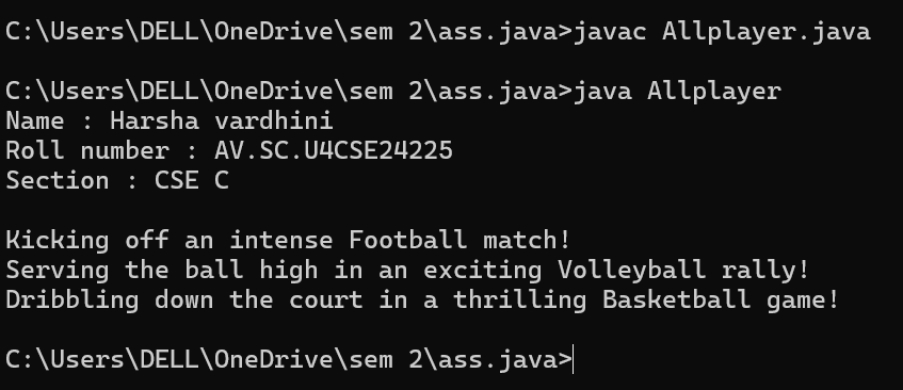 C:\Users\DELL\OneDrive\sem 2\ass.java>javac Allplayer.java
C:\Users\DELL\OneDrive\sem 2\ass.java>java Allplayer
Name : Harsha vardhini
Roll number : AV.SC.U4CSE24225
Section : CSE C
Kicking off an intense Football match!
Serving the ball high in an exciting Volleyball rally!
Dribbling down the court in a thrilling Basketball game!
C:\Users\DELL\OneDrive\sem 2\ass.java>